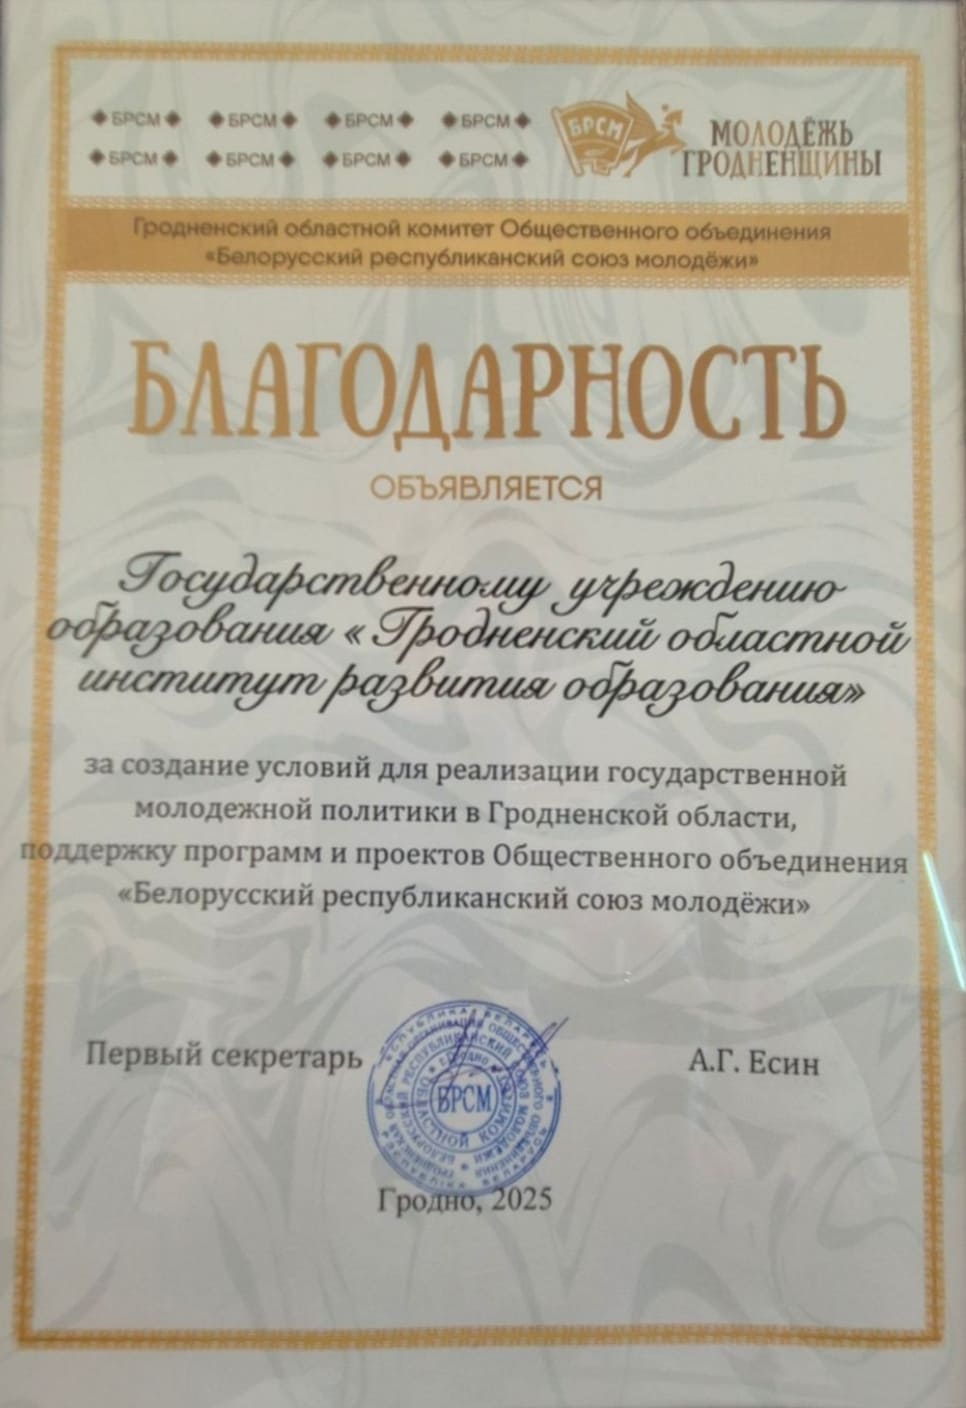 ◆БРСМ◆ ◆БРСМ◆ ◆БРСМ◆ ◆БРСМ◆
◆БРСМ◆ ◆БРСМ◆ ◆БРСМ◆ ◆БРСМ◆
БРСМ
МОЛОДЁЖЬ
ГРОДНЕНЩИНЫ
Гродненский областной комитет Общественного объединения
«Белорусский республиканский союз молодёжи»
БЛАГОДАРНОСТЬ
ОБЪЯВЛЯЕТСЯ
Государственному учреждению
образования « Гродненский областной
институт развития образования»
за создание условий для реализации государственной
молодежной политики в Гродненской области,
поддержку программ и проектов Общественного объединения
«Белорусский республиканский союз молодёжи»
Первый секретарь
А.Г. Есин
БРСМ
Гродно, 2025